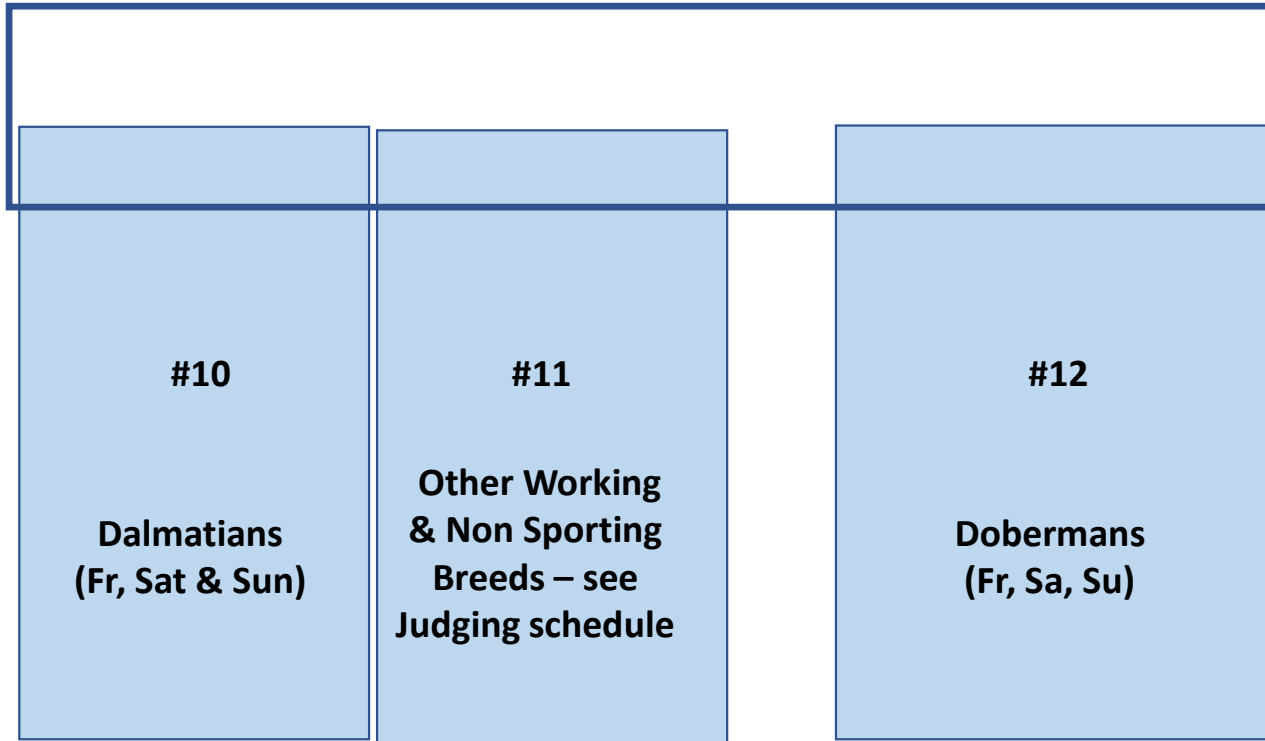 #10
Dalmatians
(Fr, Sat & Sun)
#11
Other Working
& Non Sporting
Breeds – see
Judging schedule
#12
Dobermans
(Fr, Sa, Su)